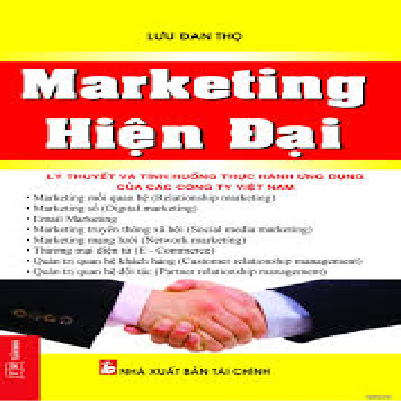 LƯU ĐAN THỌ
Marketing
Hiện Đại
LÝ THUYẾT VÀ TÌNH HUỐNG THỰC HÀNH ỨNG DỤNG
CỦA CÁC CÔNG TY VIỆT NAM
• Marketing mối quan hệ (Relationship marketing)
• Marketing số (Digital marketing)
• Email Marketing
• Marketing truyền thông xã hội (Social media marketing)
• Marketing mạng lưới (Network marketing)
• Thương mại điện tử (E - Commerce)
• Quản trị quan hệ khách hàng (Customer relationship management)
• Quản trị quan hệ đối tác (Partner relationship management)
NHÀ XUẤT BẢN TÀI CHÍNH